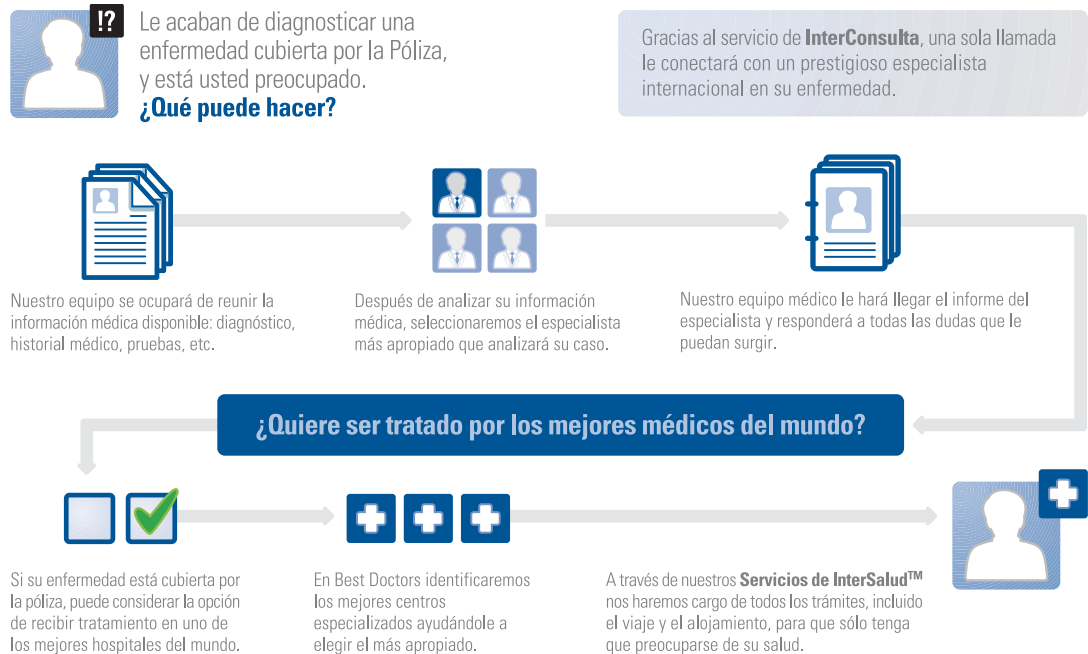 !?
Le acaban de diagnosticar una
enfermedad cubierta por la Póliza,
y está usted preocupado.
¿Qué puede hacer?
Gracias al servicio de InterConsulta, una sola llamada
le conectará con un prestigioso especialista
internacional en su enfermedad.
Nuestro equipo se ocupará de reunir la
información médica disponible: diagnóstico,
historial médico, pruebas, etc.
Después de analizar su información
médica, seleccionaremos el especialista
más apropiado que analizará su caso.
Nuestro equipo médico le hará llegar el informe del
especialista y responderá a todas las dudas que le
puedan surgir.
¿Quiere ser tratado por los mejores médicos del mundo?
Si su enfermedad está cubierta por
la póliza, puede considerar la opción
de recibir tratamiento en uno de
los mejores hospitales del mundo.
En Best Doctors identificaremos
los mejores centros
especializados ayudándole a
elegir el más apropiado.
A través de nuestros Servicios de InterSalud™
nos haremos cargo de todos los trámites, incluido
el viaje y el alojamiento, para que sólo tenga
que preocuparse de su salud.